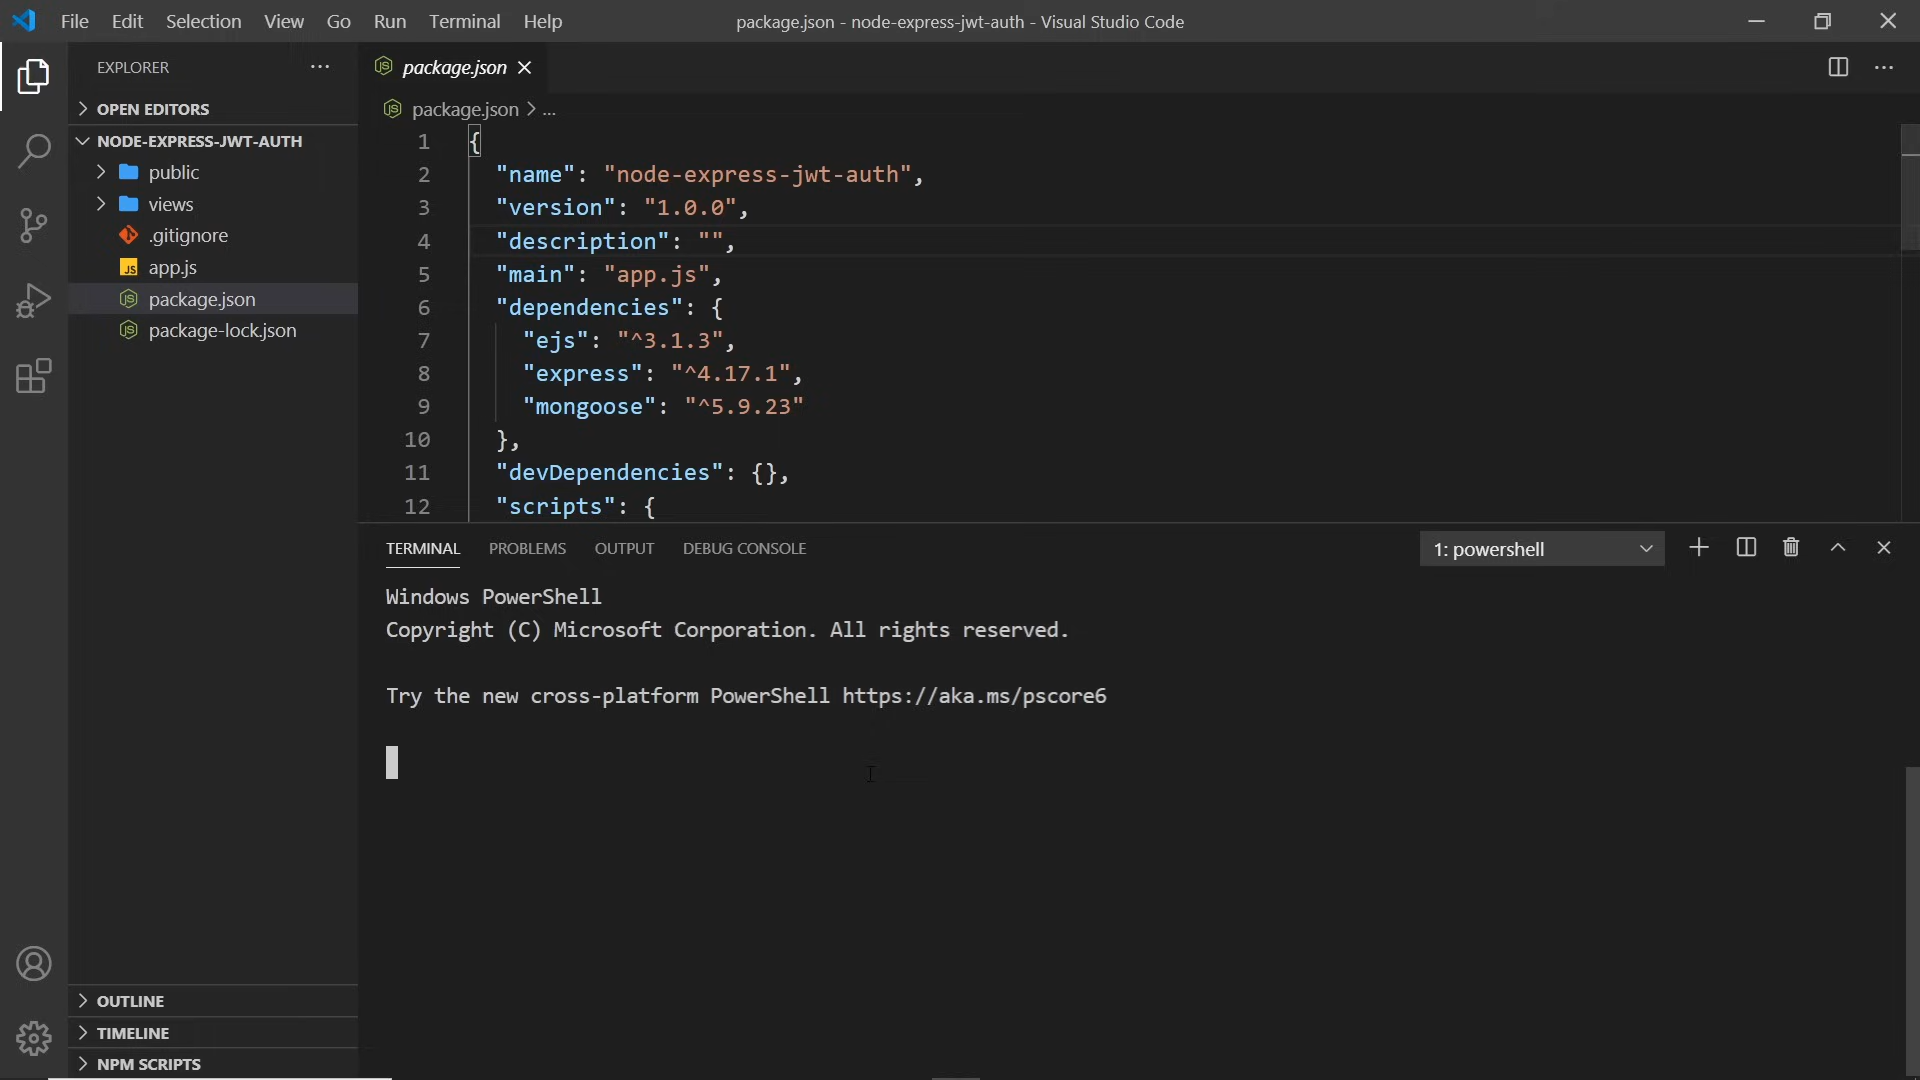 File Edit Selection View Go Run Terminal Help
package.json - node-express-jwt-auth - Visual Studio Code
EXPLORER
OPEN EDITORS
NODE-EXPRESS-JWT-AUTH
public
views
.gitignore
JS app.js
package.json
package-lock.json
OUTLINE
TIMELINE
NPM SCRIPTS
JS package.json
JS package.json > ...
1 {
2 "name": "node-express-jwt-auth",
3 "version": "1.0.0",
4 "description": "",
5 "main": "app.js",
6 "dependencies": {
7 "ejs": "^3.1.3",
8 "express": "^4.17.1",
9 "mongoose": "^5.9.23"
10 },
11 "devDependencies": {},
12 "scripts": {
TERMINAL PROBLEMS OUTPUT DEBUG CONSOLE
1: powershell
Windows PowerShell
Copyright (C) Microsoft Corporation. All rights reserved.
Try the new cross-platform PowerShell https://aka.ms/pscore6